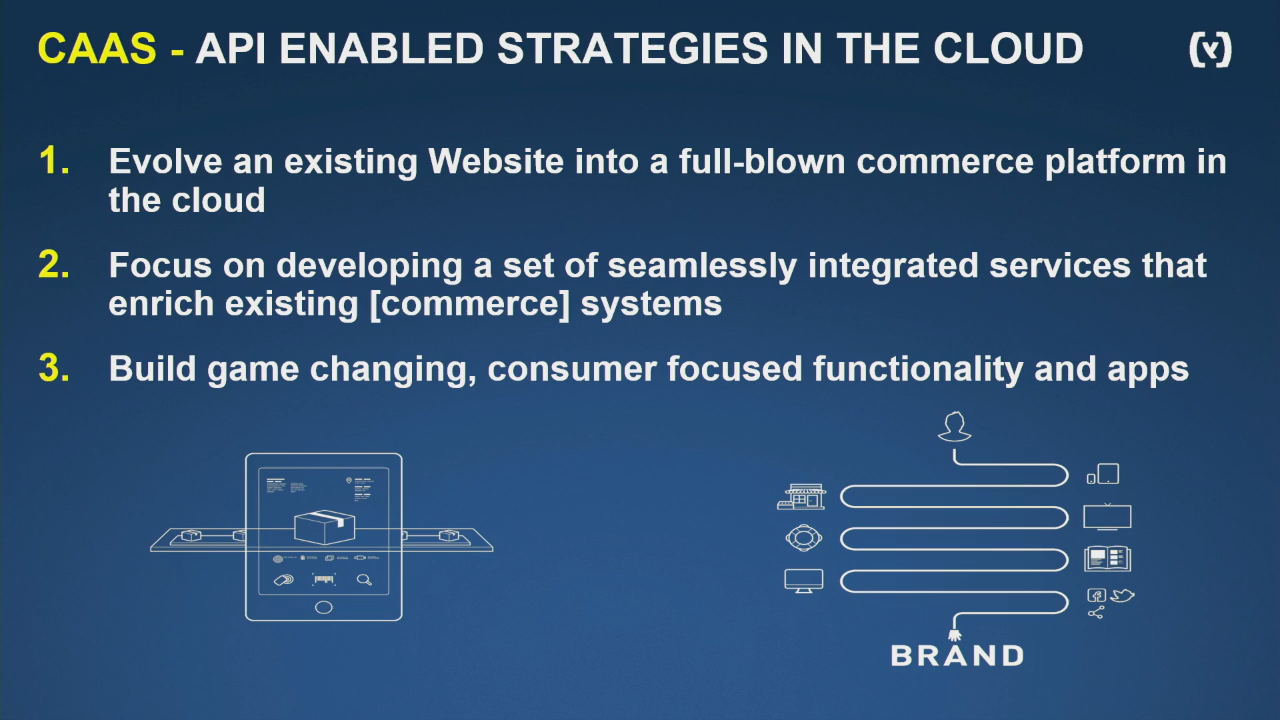 CAAS - API ENABLED STRATEGIES IN THE CLOUD
1. Evolve an existing Website into a full-blown commerce platform in
the cloud
2. Focus on developing a set of seamlessly integrated services that
enrich existing [commerce] systems
3. Build game changing, consumer focused functionality and apps
BRAND